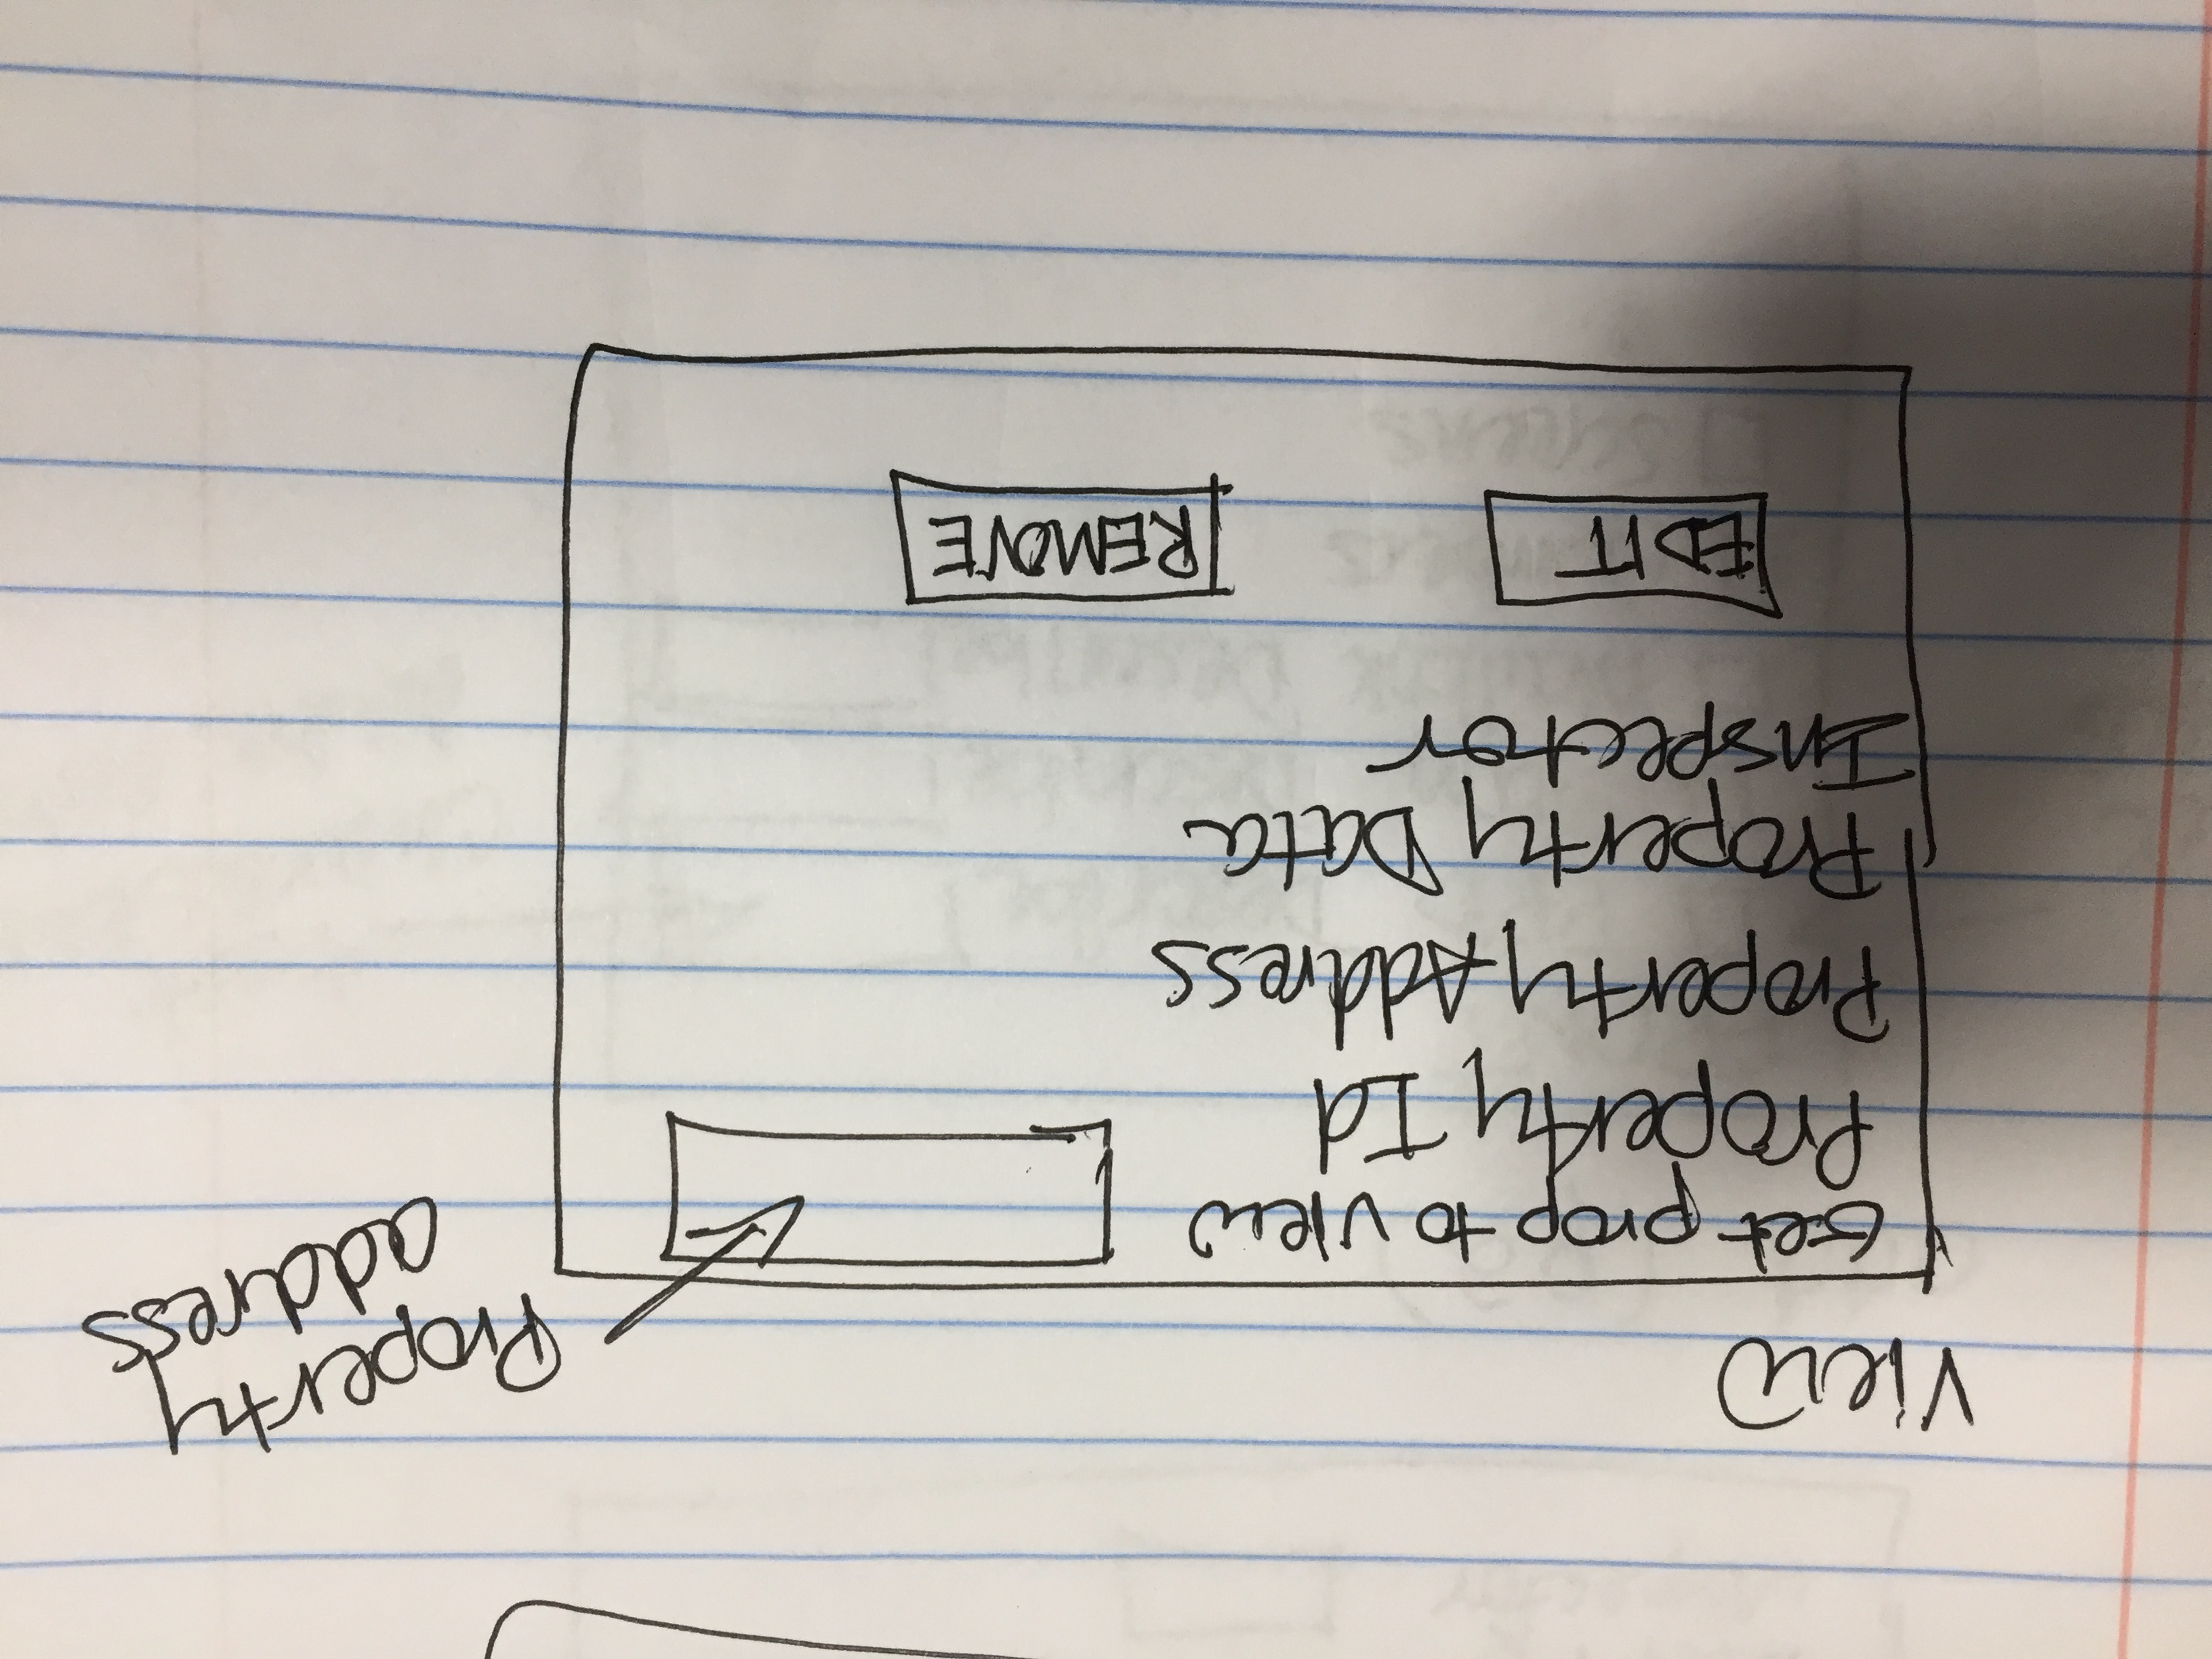 View
Property
address
Get prop to view
Property Id
Property Address
Property Data
Inspector
EDIT
REMOVE